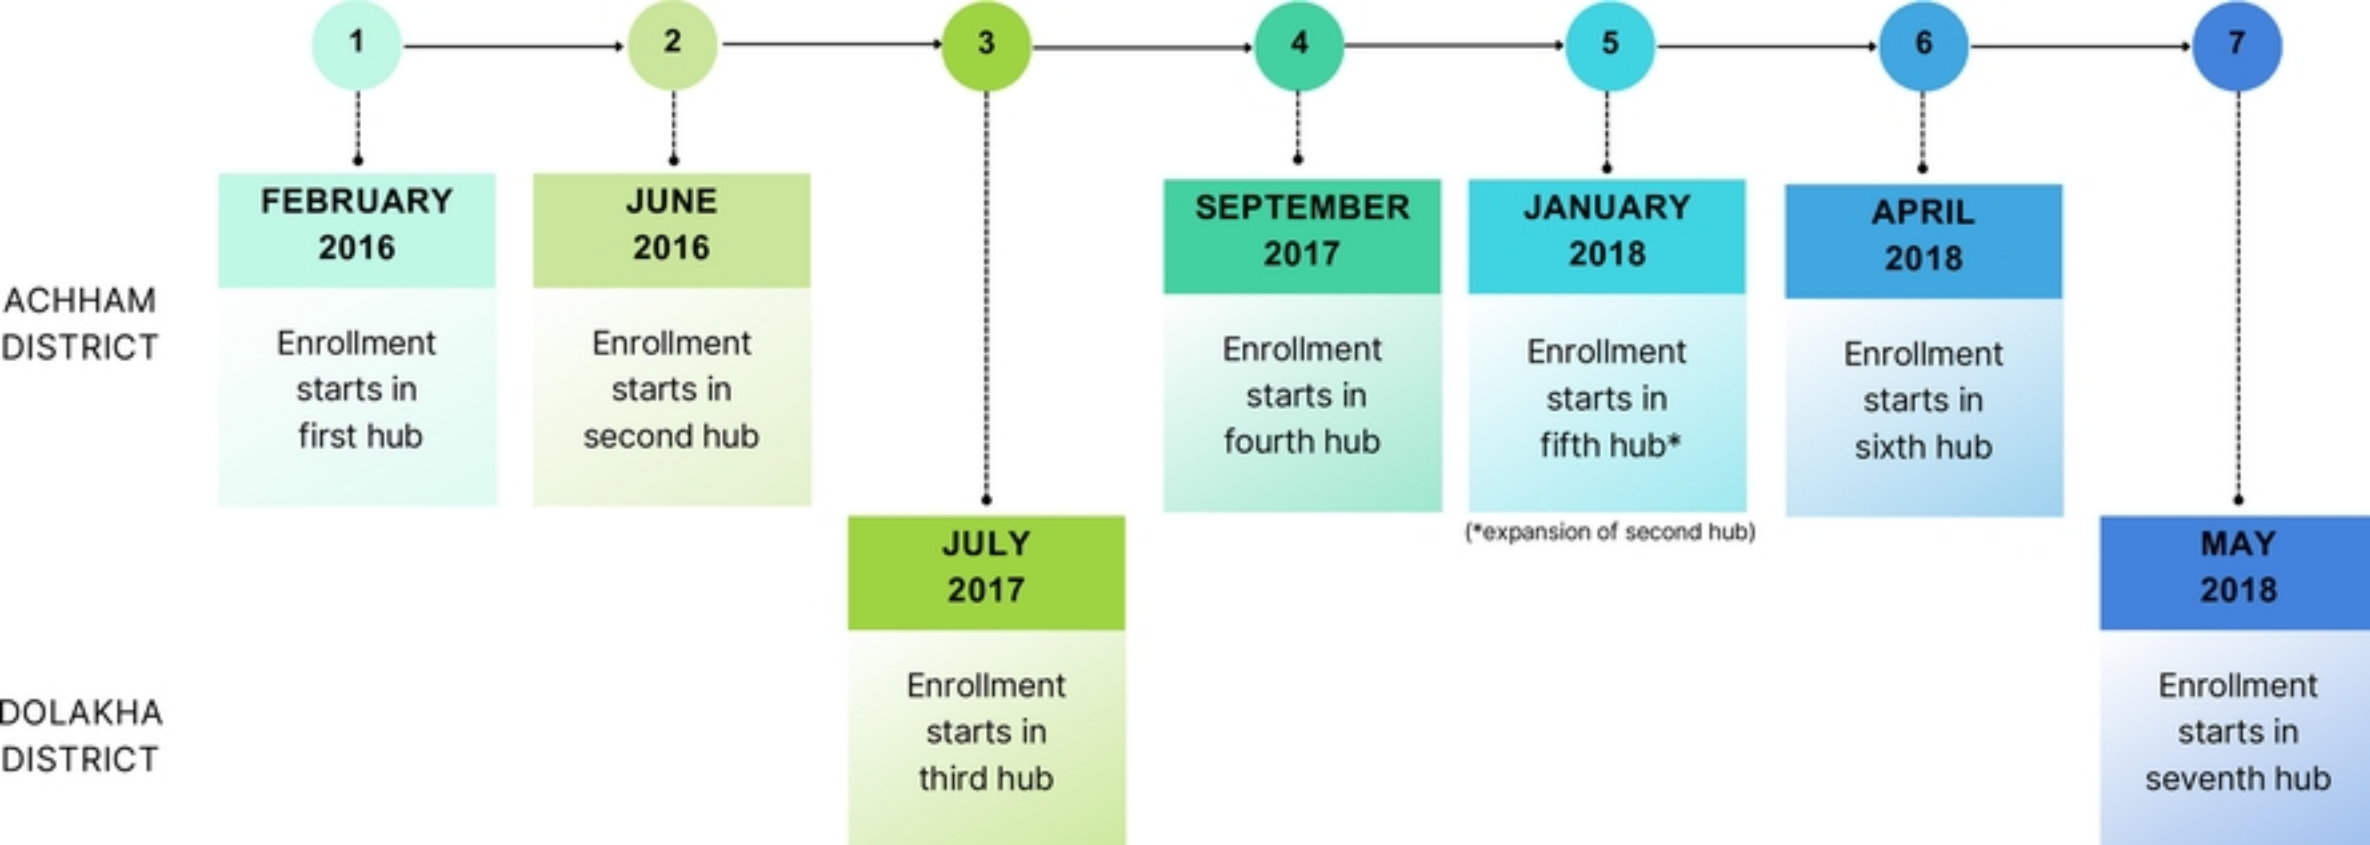 1
2
3
4
5
6
7
ACHHAM
DISTRICT
FEBRUARY
2016
Enrollment
starts in
first hub
JUNE
2016
Enrollment
starts in
second hub
SEPTEMBER
2017
Enrollment
starts in
fourth hub
JANUARY
2018
Enrollment
starts in
fifth hub*
(*expansion of second hub)
APRIL
2018
Enrollment
starts in
sixth hub
DOLAKHA
DISTRICT
JULY
2017
Enrollment
starts in
third hub
MAY
2018
Enrollment
starts in
seventh hub